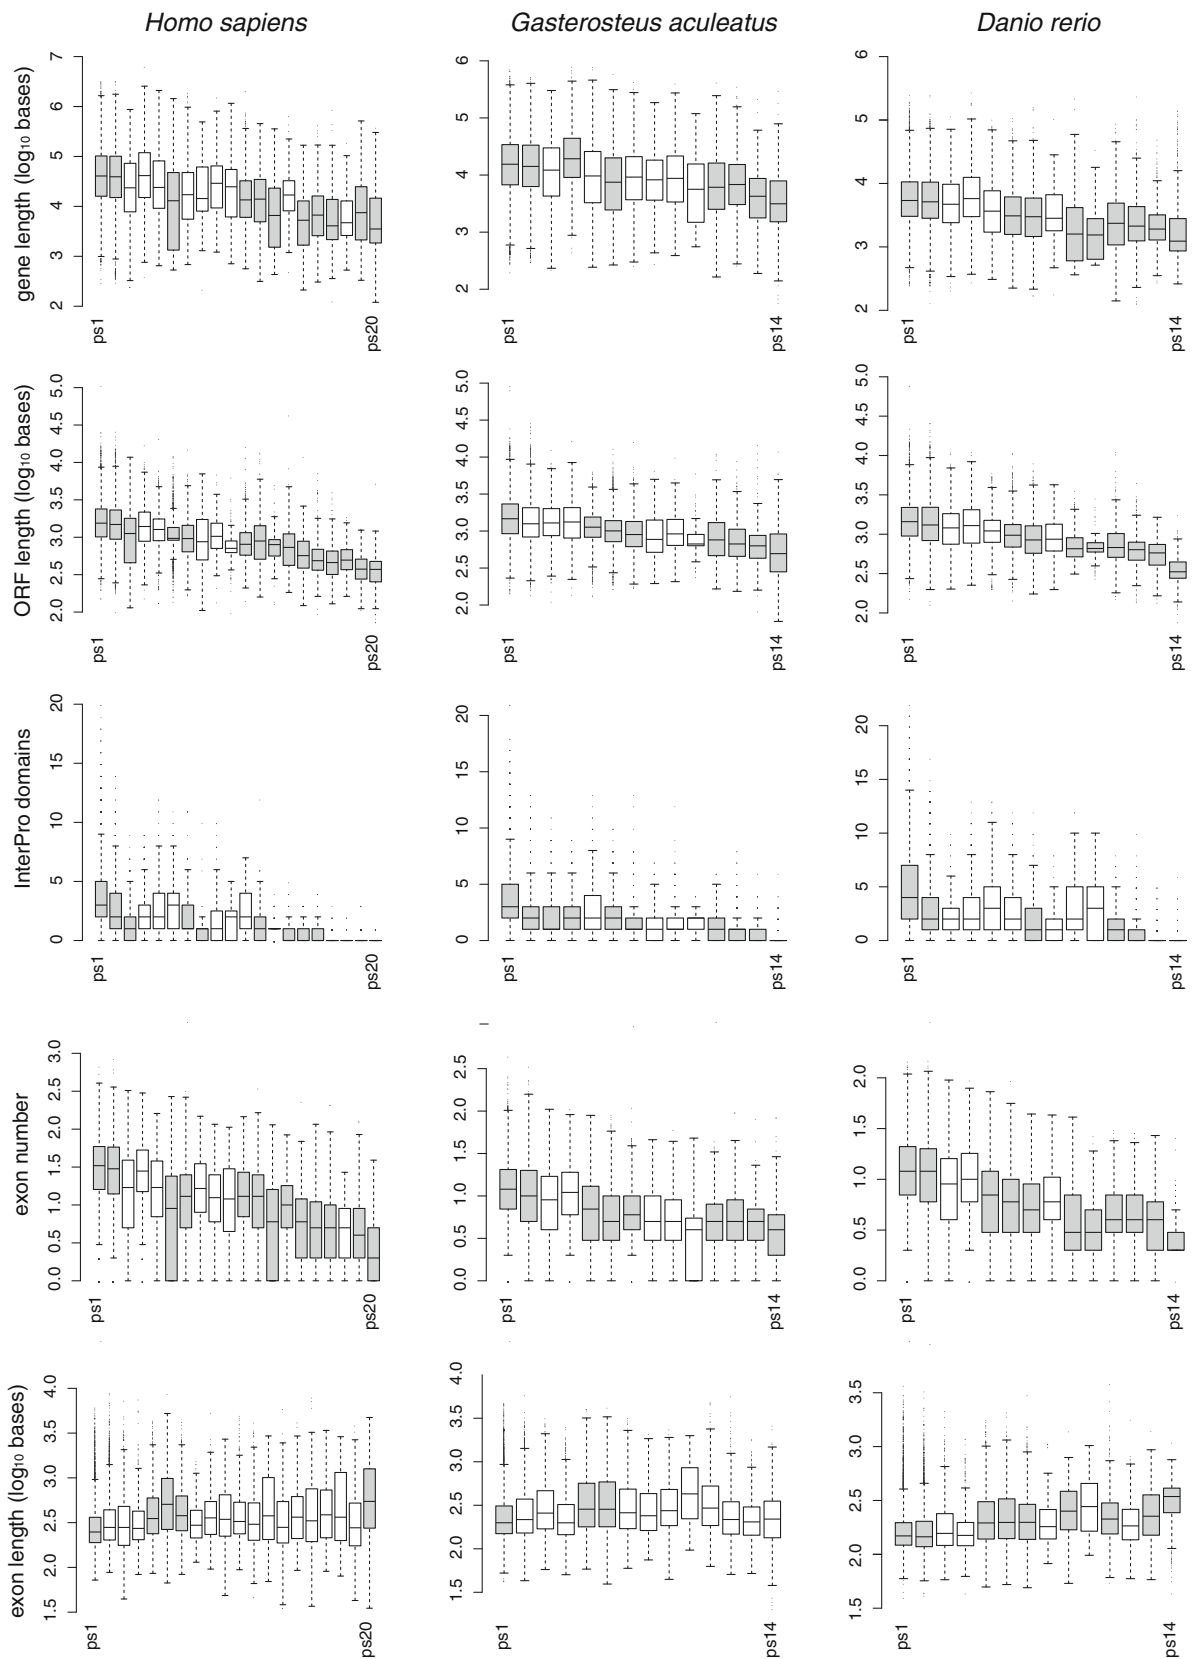 Homo sapiens
Gasterosteus aculeatus
Danio rerio
gene length (log₁₀ bases)
2 3 4 5 6 7
ps1 ps20
2 3 4 5 6
ps1 ps14
2 3 4 5 6
ps1 ps14
ORF length (log₁₀ bases)
2.0 2.5 3.0 3.5 4.0 4.5 5.0
ps1 ps20
2.0 2.5 3.0 3.5 4.0 4.5 5.0
ps1 ps14
2.0 2.5 3.0 3.5 4.0 4.5 5.0
ps1 ps14
InterPro domains
0 5 10 15 20
ps1 ps20
0 5 10 15 20
ps1 ps14
0 5 10 15 20
ps1 ps14
exon number
0.0 0.5 1.0 1.5 2.0 2.5 3.0
ps1 ps20
0.0 0.5 1.0 1.5 2.0 2.5
ps1 ps14
0.0 0.5 1.0 1.5 2.0
ps1 ps14
exon length (log₁₀ bases)
1.5 2.0 2.5 3.0 3.5 4.0
ps1 ps20
1.5 2.0 2.5 3.0 3.5 4.0
ps1 ps14
1.5 2.0 2.5 3.0 3.5
ps1 ps14